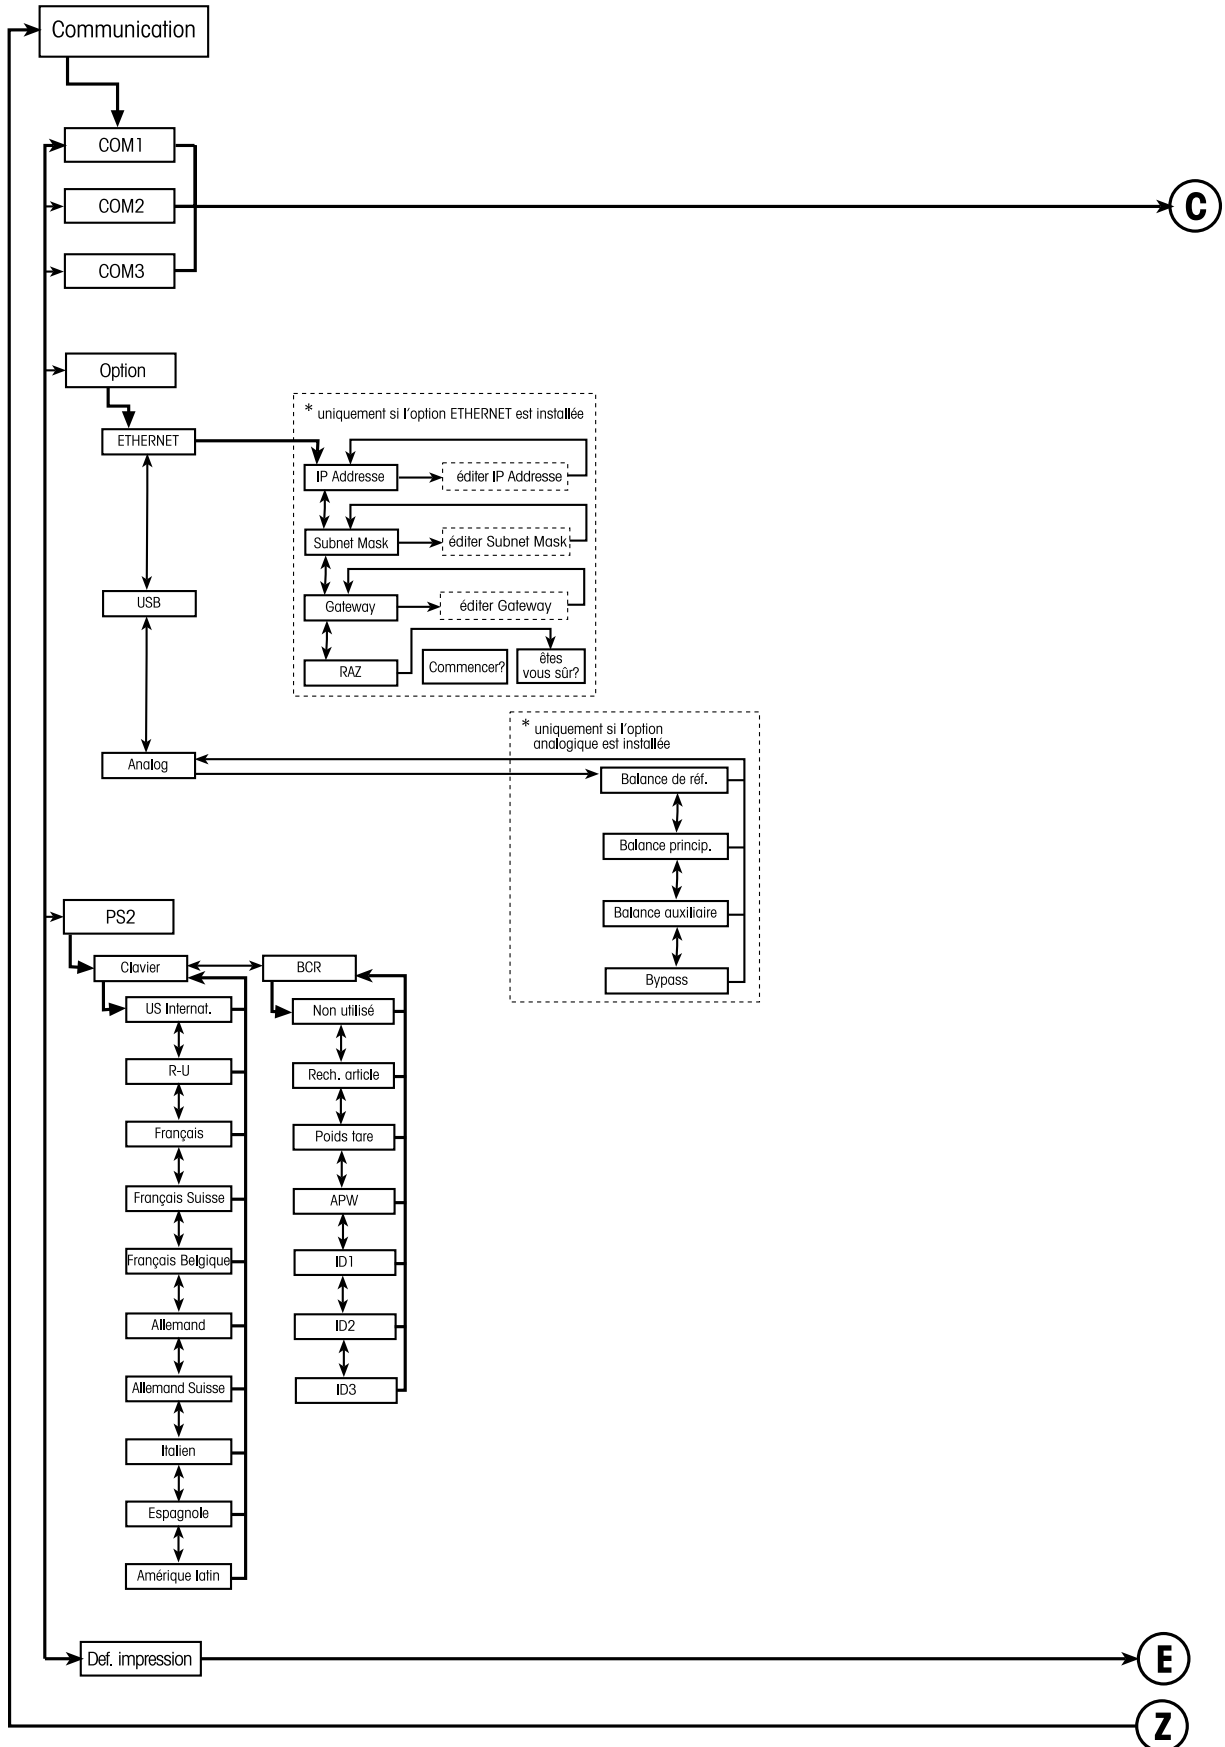 Communication
COM1
COM2
C
COM3
Option
* uniquement si l'option ETHERNET est installée
ETHERNET
IP Addresse
éditer IP Addresse
Subnet Mask
éditer Subnet Mask
USB
Gateway
éditer Gateway
RAZ
Commencer?
êtes
vous sûr?
* uniquement si l'option
analogique est installée
Analog
Balance de réf.
Balance princip.
Balance auxiliaire
Bypass
PS2
Clavier
BCR
US Internat.
Non utilisé
R-U
Rech. article
Français
Poids tare
Français Suisse
APW
Français Belgique
ID1
Allemand
ID2
Allemand Suisse
ID3
Italien
Espagnole
Amérique latin
Def. impression
E
Z